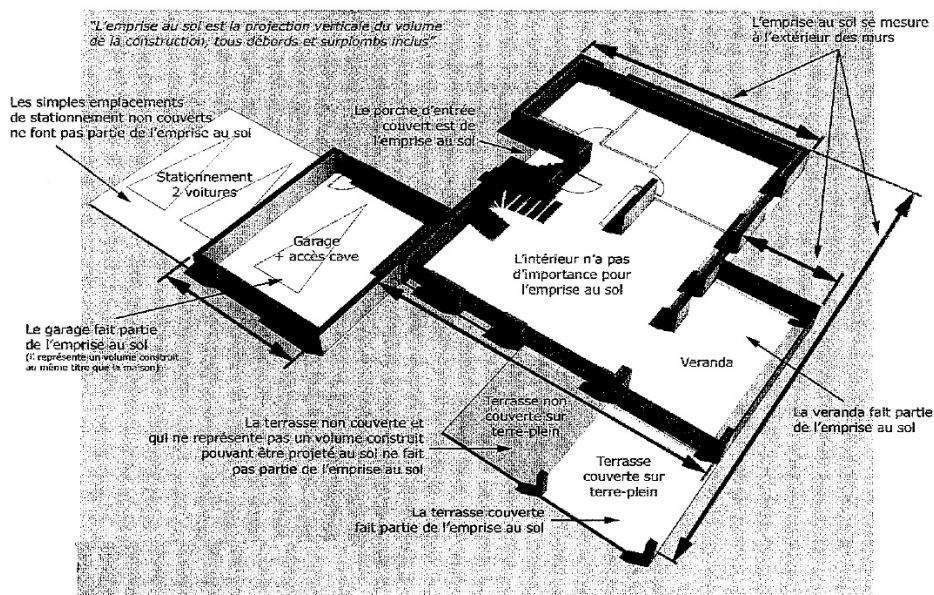 "L'emprise au sol est la projection verticale du volume
de la construction, tous débords et surplombs inclus"
L'emprise au sol se mesure
à l'extérieur des murs
Les simples emplacements
de stationnement non couverts
ne font pas partie de l'emprise au sol
Le porche d'entrée
couvert est de
l'emprise au sol
Stationnement
2 voitures
Garage
+ accès cave
L'intérieur n'a pas
d'importance pour
l'emprise au sol
Le garage fait partie
de l'emprise au sol
(il représente un volume construit
au même titre que la maison)
Veranda
La veranda fait partie
de l'emprise au sol
Terrasse non
couverte sur
terre-plein
La terrasse non couverte et
qui ne représente pas un volume construit
pouvant être projeté au sol ne fait
pas partie de l'emprise au sol
Terrasse
couverte sur
terre-plein
La terrasse couverte
fait partie de l'emprise au sol